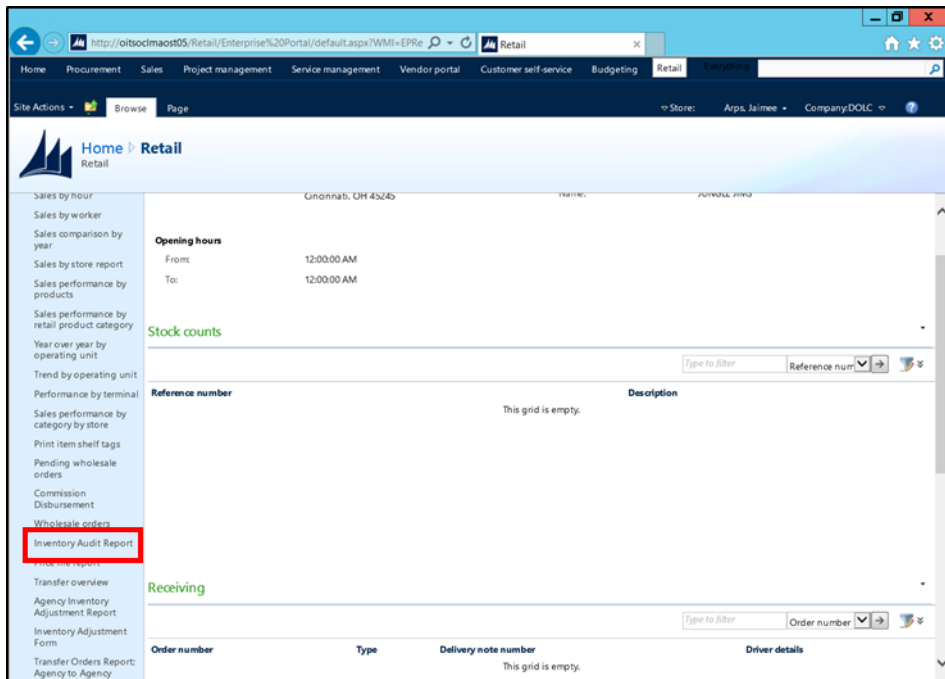 http://oitsoclmaost05/Retail/Enterprise%20Portal/default.aspx?WMI=EPRe
Retail
Home Procurement Sales Project management Service management Vendor portal Customer self-service Budgeting Retail Everything
Site Actions Browse Page Store: Arps, Jaimee Company:DOLC
Home Retail
Retail
Sales by hour
Cincinnati, OH 45245
Name:
Sales by worker
Sales comparison by
year
Opening hours
From: 12:00:00 AM
Sales by store report
To: 12:00:00 AM
Sales performance by
products
Sales performance by
retail product category
Stock counts
Year over year by
operating unit
Type to filter Reference num
Trend by operating unit
Performance by terminal
Reference number Description
This grid is empty.
Sales performance by
category by store
Print item shelf tags
Pending wholesale
orders
Commission
Disbursement
Wholesale orders
Inventory Audit Report
Price file report
Transfer overview
Receiving
Agency Inventory
Adjustment Report
Type to filter Order number
Inventory Adjustment
Form
Order number Type Delivery note number Driver details
This grid is empty.
Transfer Orders Report:
Agency to Agency